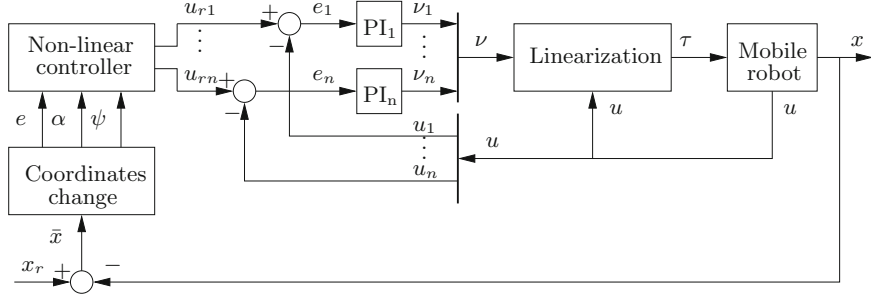 u_{r1}
+
−
e_1
PI_1
ν_1
⋮
Non-linear
controller
u_{rn}
+
−
e_n
PI_n
ν_n
⋮
ν
Linearization
τ
Mobile
robot
x
e α ψ
u_1
⋮
u_n
u
u
u
Coordinates
change
x̄
x_r
+
−